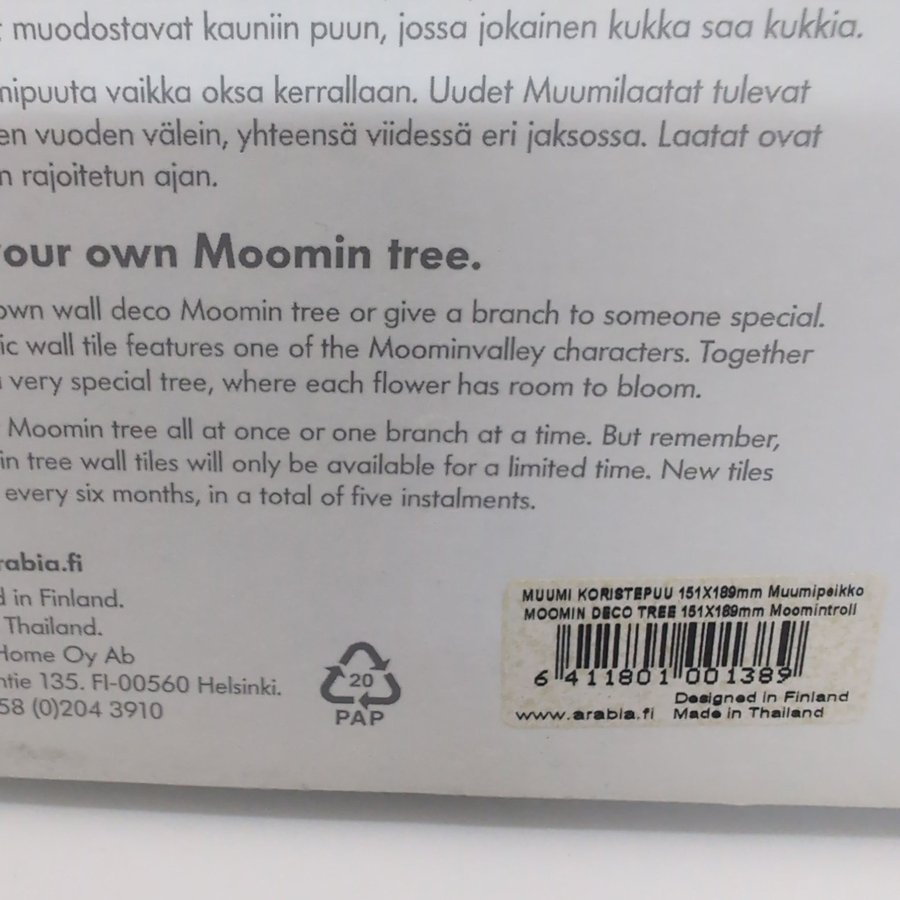 muodostavat kauniin puun, jossa jokainen kukka saa kukkia.
vaikka oksa kerrallaan. Uudet Muumilaatat tulevat
vuoden välein, yhteensä viidessä eri jaksossa. Laatat ovat
rajoitetun ajan.
our own Moomin tree.
own wall deco Moomin tree or give a branch to someone special.
ic wall tile features one of the Moominvalley characters. Together
very special tree, where each flower has room to bloom.
Moomin tree all at once or one branch at a time. But remember,
in tree wall tiles will only be available for a limited time. New tiles
every six months, in a total of five instalments.
rabia.fi
in Finland.
Thailand.
Home Oy Ab
ntie 135. FI-00560 Helsinki.
58 (0)204 3910
20
PAP
MUUMI KORISTEPUU 151X189mm Muumipeikko
MOOMIN DECO TREE 151X189mm Moomintroll
6 411801 001389
Designed in Finland
www.arabia.fi Made in Thailand